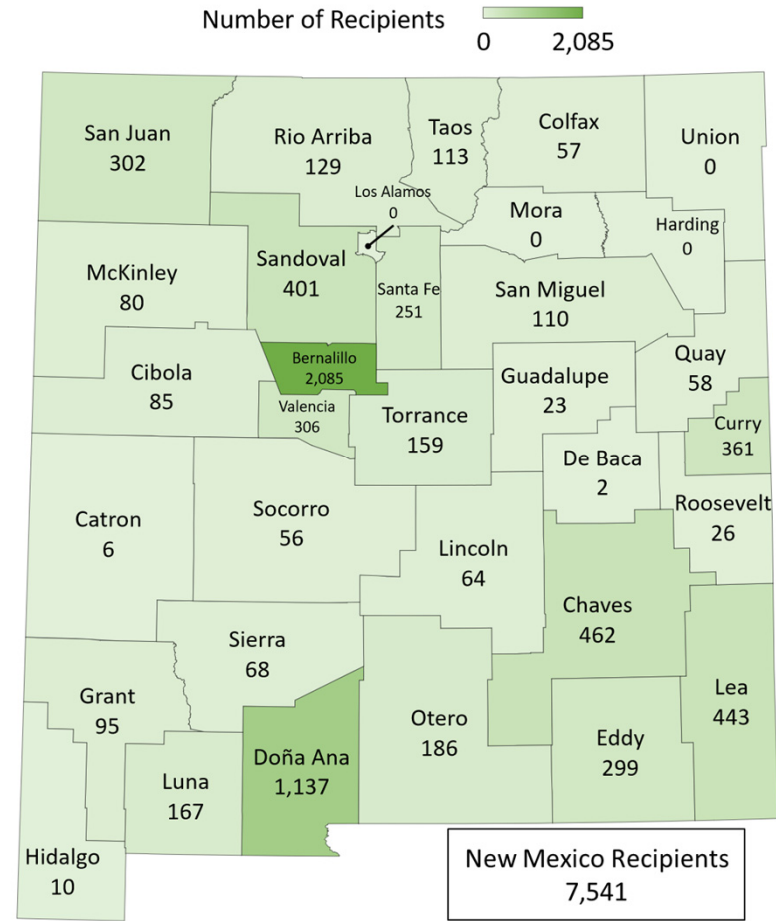 Number of Recipients
0
2,085
San Juan
302
Rio Arriba
129
Taos
113
Colfax
57
Union
0
Los Alamos
0
Mora
0
Harding
0
McKinley
80
Sandoval
401
Santa Fe
251
San Miguel
110
Bernalillo
2,085
Cibola
85
Valencia
306
Torrance
159
Guadalupe
23
Quay
58
Curry
361
De Baca
2
Roosevelt
26
Catron
6
Socorro
56
Lincoln
64
Chaves
462
Sierra
68
Grant
95
Doña Ana
1,137
Otero
186
Lea
443
Eddy
299
Luna
167
Hidalgo
10
New Mexico Recipients
7,541